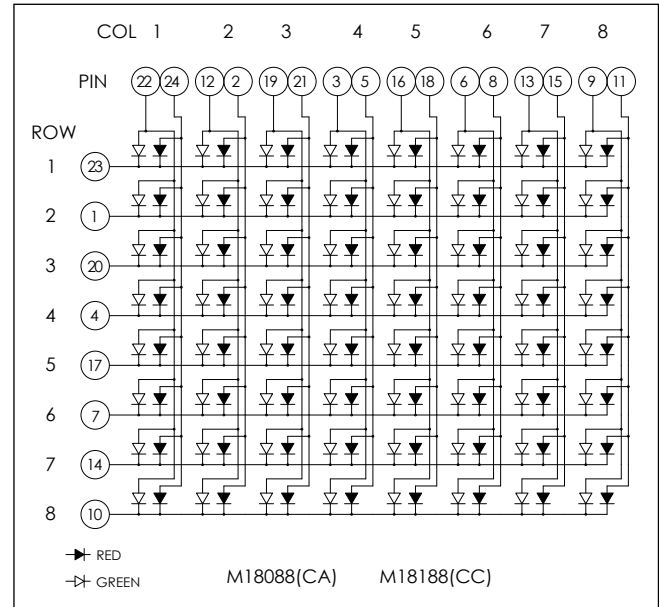 COL 1 2 3 4 5 6 7 8
PIN 22 24 12 2 19 21 3 5 16 18 6 8 13 15 9 11
ROW
1 23
2 1
3 20
4 4
5 17
6 7
7 14
8 10
RED
GREEN M18088(CA) M18188(CC)